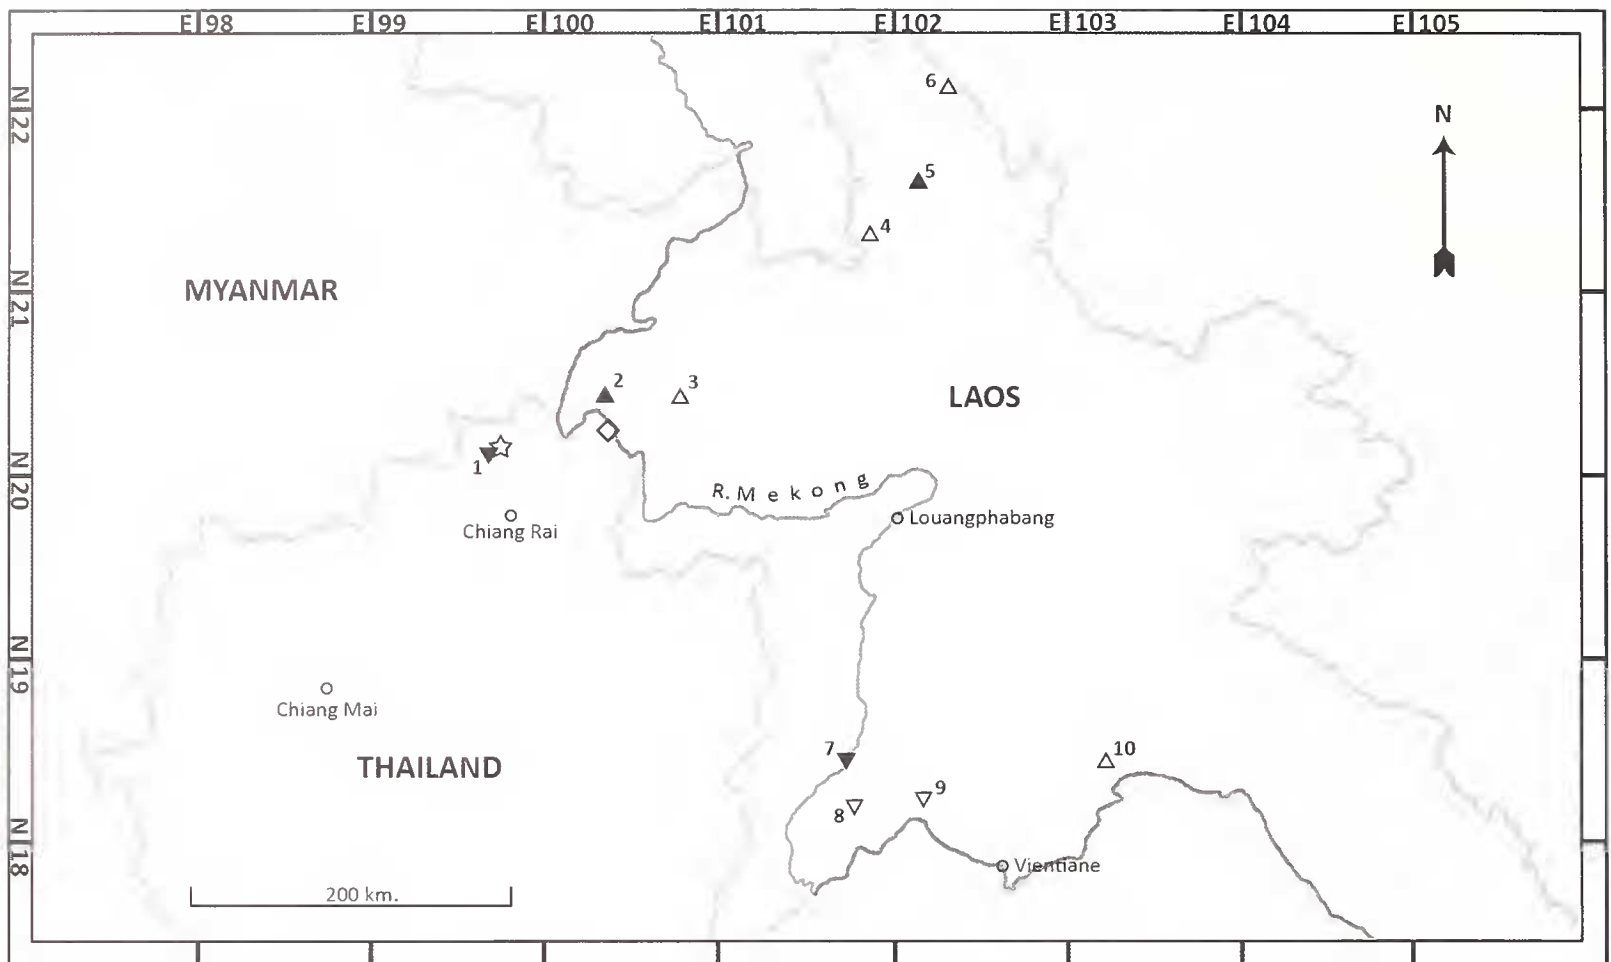 E 98 E 99 E 100 E 101 E 102 E 103 E 104 E 105
6
N 22
N
5
4
MYANMAR
N 21
2
3
LAOS
1
N 20
R. Mekong
Chiang Rai
Louangphabang
N 19
Chiang Mai
7
10
THAILAND
9
8
N 18
Vientiane
200 km.